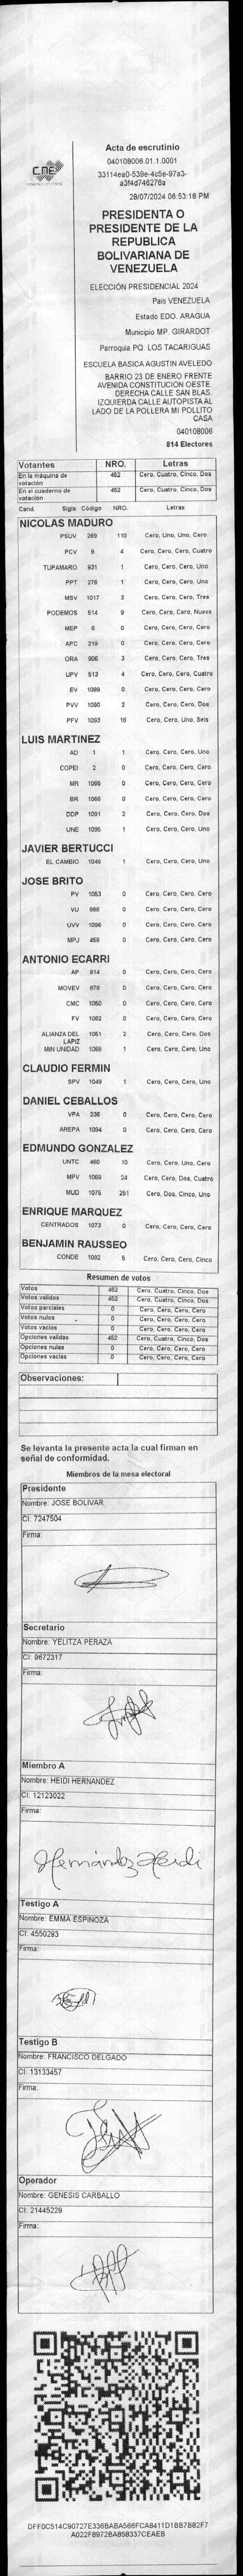 CNE
Acta de escrutinio
040108006.01.1.0001
33114ea0-539e-4c5e-97a3-
a3f4d746276a
28/07/2024 06:53:18 PM
PRESIDENTA O
PRESIDENTE DE LA
REPUBLICA
BOLIVARIANA DE
VENEZUELA
ELECCIÓN PRESIDENCIAL 2024
País VENEZUELA
Estado EDO. ARAGUA
Municipio MP. GIRARDOT
Parroquia PQ. LOS TACARIGUAS
ESCUELA BASICA AGUSTIN AVELEDO
BARRIO 23 DE ENERO FRENTE
AVENIDA CONSTITUCION OESTE.
DERECHA CALLE SAN BLAS.
IZQUIERDA CALLE AUTOPISTA AL
LADO DE LA POLLERA MI POLLITO
CASA
040108006
814 Electores
Votantes NRO. Letras
En la máquina de votación 452 Cero, Cuatro, Cinco, Dos
En el cuaderno de votación 452 Cero, Cuatro, Cinco, Dos
Cand. Sigla Código NRO. Letras
NICOLAS MADURO
PSUV 269 110 Cero, Uno, Uno, Cero
PCV 9 4 Cero, Cero, Cero, Cuatro
TUPAMARO 931 1 Cero, Cero, Cero, Uno
PPT 276 1 Cero, Cero, Cero, Uno
MSV 1017 3 Cero, Cero, Cero, Tres
PODEMOS 514 9 Cero, Cero, Cero, Nueve
MEP 6 0 Cero, Cero, Cero, Cero
APC 219 0 Cero, Cero, Cero, Cero
ORA 906 3 Cero, Cero, Cero, Tres
UPV 513 4 Cero, Cero, Cero, Cuatro
EV 1089 0 Cero, Cero, Cero, Cero
PVV 1090 2 Cero, Cero, Cero, Dos
PFV 1093 16 Cero, Cero, Uno, Seis
LUIS MARTINEZ
AD 1 1 Cero, Cero, Cero, Uno
COPEI 2 0 Cero, Cero, Cero, Cero
MR 1065 0 Cero, Cero, Cero, Cero
BR 1066 0 Cero, Cero, Cero, Cero
DDP 1091 2 Cero, Cero, Cero, Dos
UNE 1095 1 Cero, Cero, Cero, Uno
JAVIER BERTUCCI
EL CAMBIO 1048 1 Cero, Cero, Cero, Uno
JOSE BRITO
PV 1053 0 Cero, Cero, Cero, Cero
VU 868 0 Cero, Cero, Cero, Cero
UVV 1096 0 Cero, Cero, Cero, Cero
MPJ 458 0 Cero, Cero, Cero, Cero
ANTONIO ECARRI
AP 814 0 Cero, Cero, Cero, Cero
MOVEV 878 0 Cero, Cero, Cero, Cero
CMC 1050 0 Cero, Cero, Cero, Cero
FV 1062 0 Cero, Cero, Cero, Cero
ALIANZA DEL LAPIZ 1061 2 Cero, Cero, Cero, Dos
MIN UNIDAD 1068 1 Cero, Cero, Cero, Uno
CLAUDIO FERMIN
SPV 1049 1 Cero, Cero, Cero, Uno
DANIEL CEBALLOS
VPA 236 0 Cero, Cero, Cero, Cero
AREPA 1094 0 Cero, Cero, Cero, Cero
EDMUNDO GONZALEZ
UNTC 460 10 Cero, Cero, Uno, Cero
MPV 1069 24 Cero, Cero, Dos, Cuatro
MUD 1075 251 Cero, Dos, Cinco, Uno
ENRIQUE MARQUEZ
CENTRADOS 1073 0 Cero, Cero, Cero, Cero
BENJAMIN RAUSSEO
CONDE 1092 5 Cero, Cero, Cero, Cinco
Resumen de votos
Votos 452 Cero, Cuatro, Cinco, Dos
Votos validos 452 Cero, Cuatro, Cinco, Dos
Votos parciales 0 Cero, Cero, Cero, Cero
Votos nulos 0 Cero, Cero, Cero, Cero
Votos vacíos 0 Cero, Cero, Cero, Cero
Opciones validas 452 Cero, Cuatro, Cinco, Dos
Opciones nulas 0 Cero, Cero, Cero, Cero
Opciones vacías 0 Cero, Cero, Cero, Cero
Observaciones:
Se levanta la presente acta la cual firman en
señal de conformidad.
Miembros de la mesa electoral
Presidente
Nombre: JOSE BOLIVAR
CI: 7247504
Firma:
Secretario
Nombre: YELITZA PERAZA
CI: 9672317
Firma:
Miembro A
Nombre: HEIDI HERNANDEZ
CI: 12123022
Firma:
Hernández Heidi
Testigo A
Nombre: EMMA ESPINOZA
CI: 4550293
Firma:
Testigo B
Nombre: FRANCISCO DELGADO
CI: 13133457
Firma:
Operador
Nombre: GENESIS CARBALLO
CI: 21445229
Firma:
DFF0C514C90727E336BABA566FCA8411D1BB7B82F7
A022F8972BA858337CEAEB